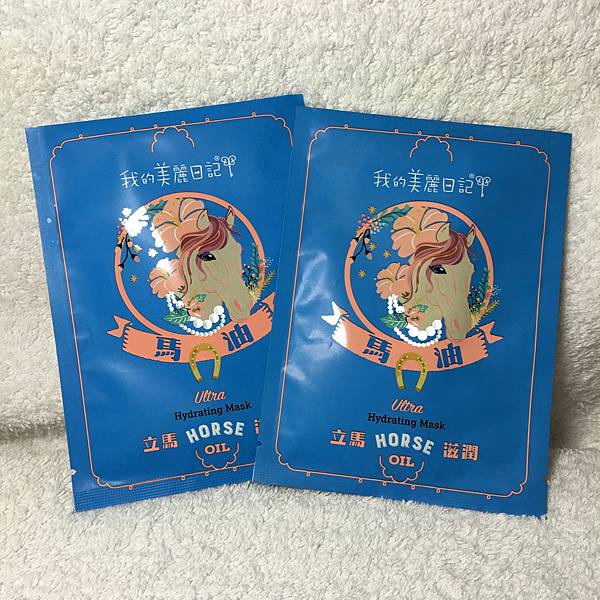 我的美麗日記
馬油
Ultra
Hydrating Mask
立馬 HORSE 滋
OIL
我的美麗日記
馬油
Ultra
Hydrating Mask
立馬 HORSE 滋潤
OIL